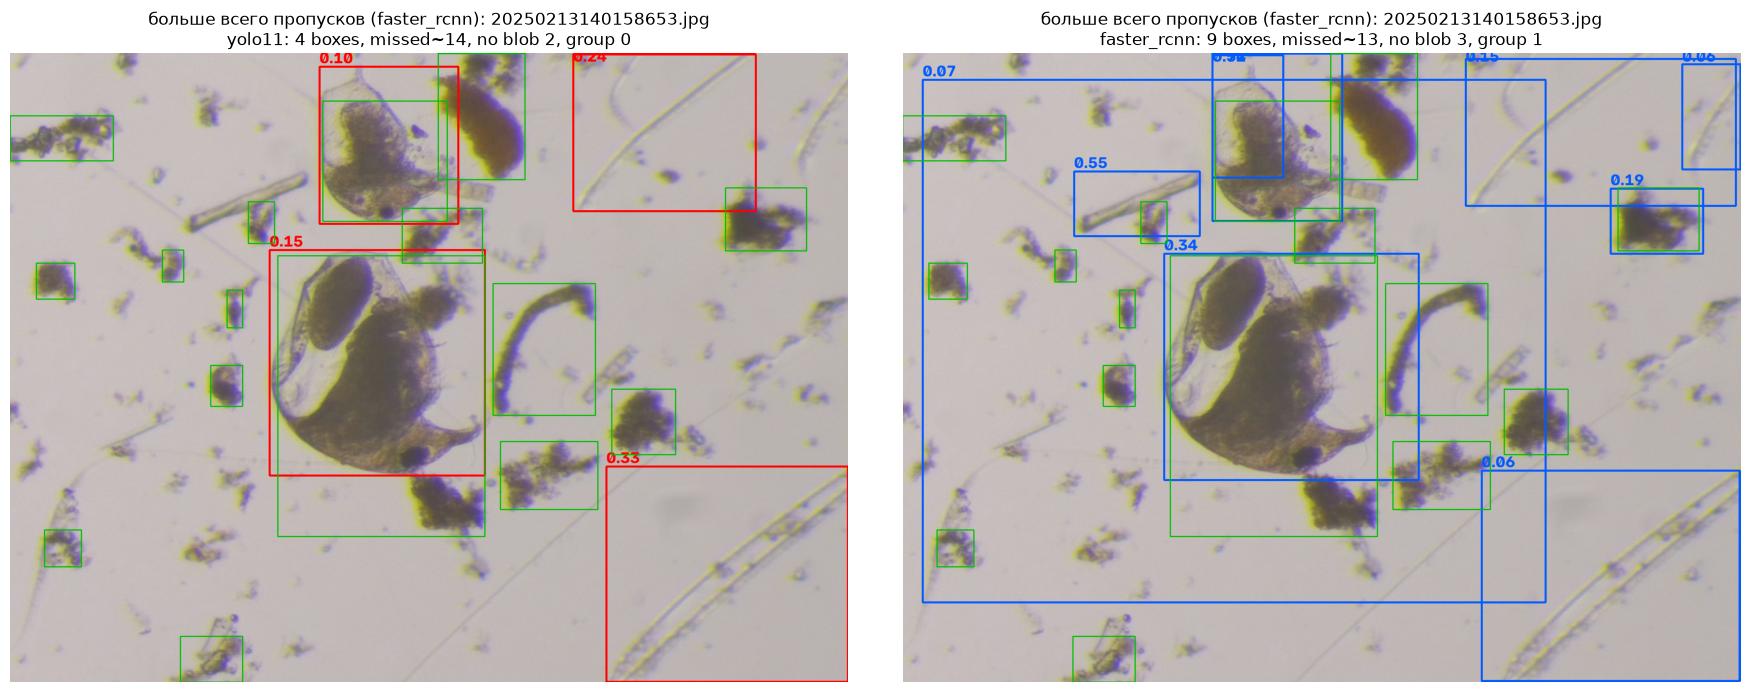 больше всего пропусков (faster_rcnn): 20250213140158653.jpg
yolo11: 4 boxes, missed~14, no blob 2, group 0
0.10
0.24
0.15
0.33
больше всего пропусков (faster_rcnn): 20250213140158653.jpg
faster_rcnn: 9 boxes, missed~13, no blob 3, group 1
0.07
0.15
0.06
0.55
0.19
0.34
0.06